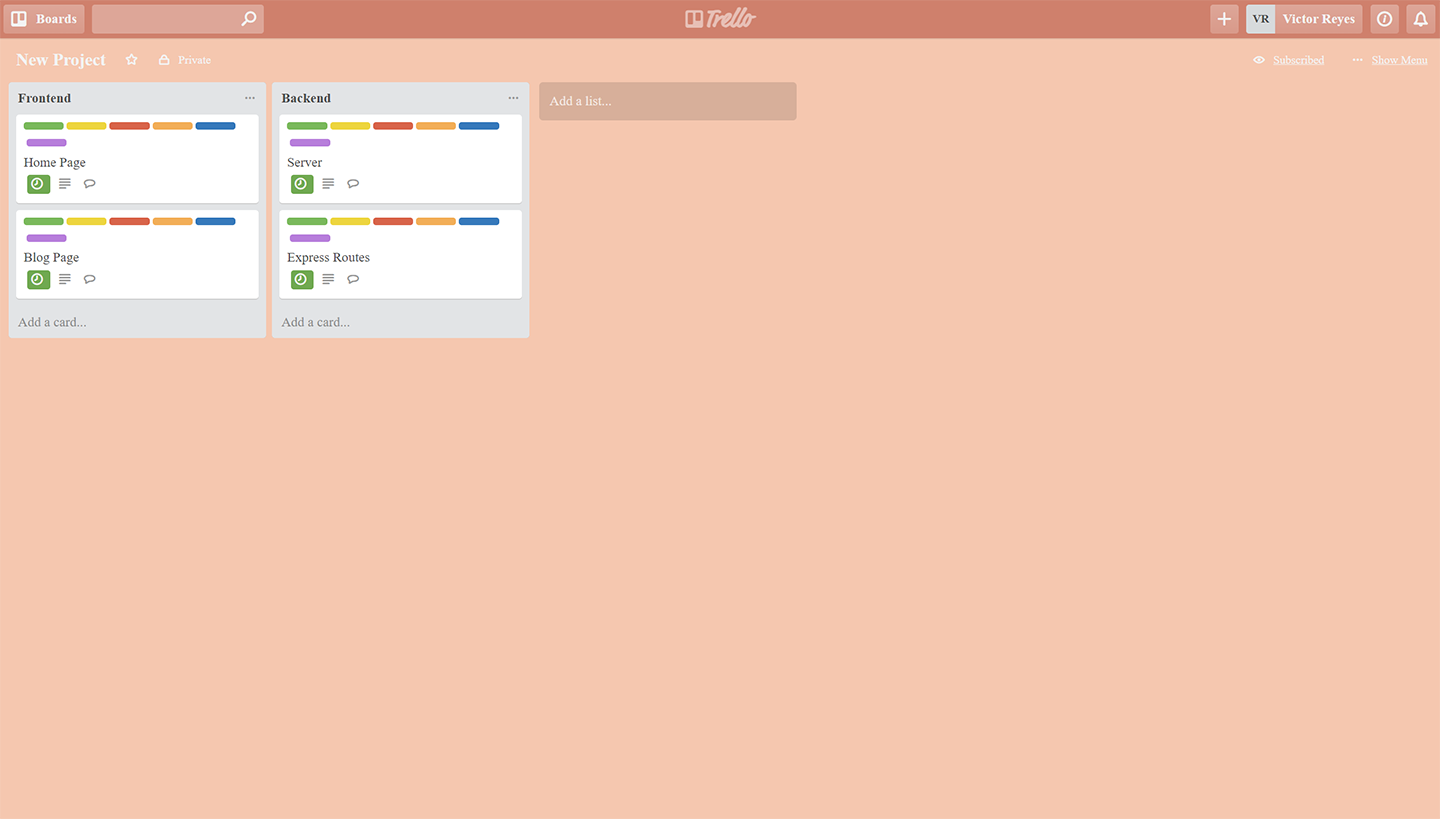 Boards
Trello
VR Victor Reyes
New Project Private
Subscribed ... Show Menu
Frontend ...
Home Page
Blog Page
Add a card...
Backend ...
Server
Express Routes
Add a card...
Add a list...